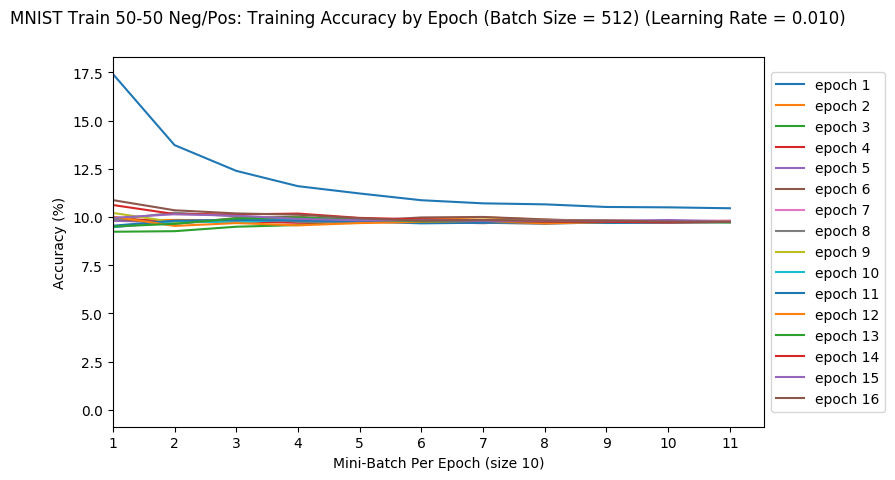 MNIST Train 50-50 Neg/Pos: Training Accuracy by Epoch (Batch Size = 512) (Learning Rate = 0.010)
17.5
15.0
12.5
10.0
7.5
5.0
2.5
0.0
Accuracy (%)
1 2 3 4 5 6 7 8 9 10 11
Mini-Batch Per Epoch (size 10)
epoch 1
epoch 2
epoch 3
epoch 4
epoch 5
epoch 6
epoch 7
epoch 8
epoch 9
epoch 10
epoch 11
epoch 12
epoch 13
epoch 14
epoch 15
epoch 16